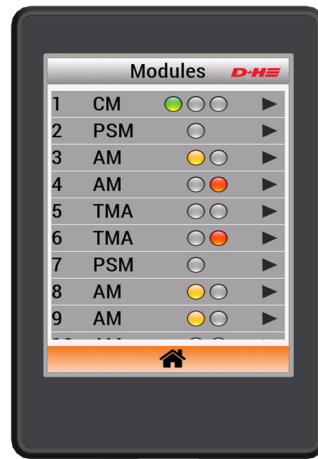 Modules D+H
1 CM
2 PSM
3 AM
4 AM
5 TMA
6 TMA
7 PSM
8 AM
9 AM